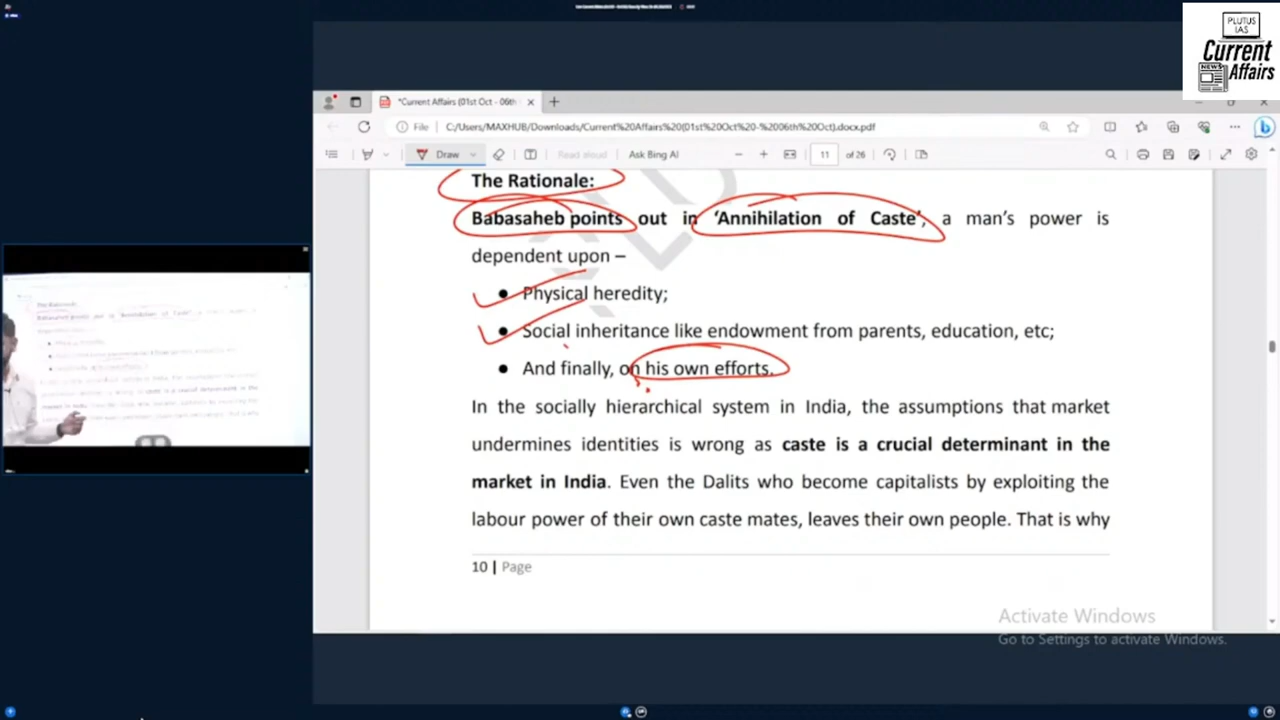 PLUTUS
IAS
Current
NEWS
Affairs
*Current Affairs (01st Oct - 06th
File C:/Users/MAXHUB/Downloads/Current%20Affairs%20(01st%20Oct%20-%2006th%20Oct).docx.pdf
Draw Read aloud Ask Bing AI 11 of 26
The Rationale:
Babasaheb points out in ‘Annihilation of Caste’, a man’s power is
dependent upon –
● Physical heredity;
● Social inheritance like endowment from parents, education, etc;
● And finally, on his own efforts.
In the socially hierarchical system in India, the assumptions that market
undermines identities is wrong as caste is a crucial determinant in the
market in India. Even the Dalits who become capitalists by exploiting the
labour power of their own caste mates, leaves their own people. That is why
10 | Page
Activate Windows
Go to Settings to activate Windows.